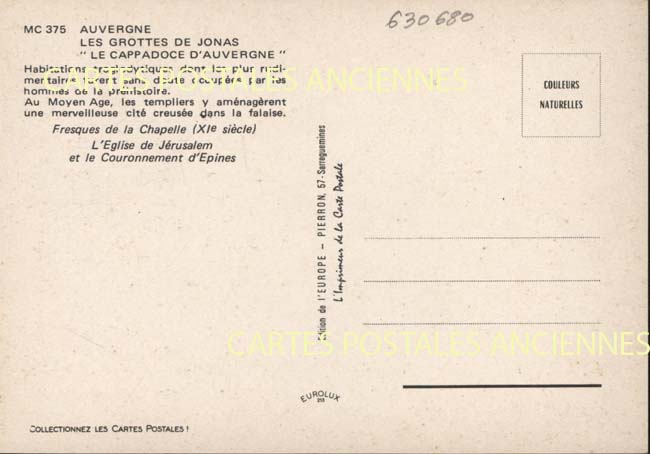 MC 375 AUVERGNE
LES GROTTES DE JONAS
" LE CAPPADOCE D'AUVERGNE "
Habitations troglodytiques dont les plus rudi-
mentaires furent sans doute occupées par les
hommes de la préhistoire.
Au Moyen Age, les templiers y aménagèrent
une merveilleuse cité creusée dans la falaise.
Fresques de la Chapelle (XIe siècle)
L'Eglise de Jérusalem
et le Couronnement d'Epines
630680
COULEURS
NATURELLES
CARTES POSTALES ANCIENNES
Edition de l'EUROPE - PIERRON, 57-Sarreguemines
L'Imprimeur de la Carte Postale
CARTES POSTALES ANCIENNES
EUROLUX
COLLECTIONNEZ LES CARTES POSTALES !